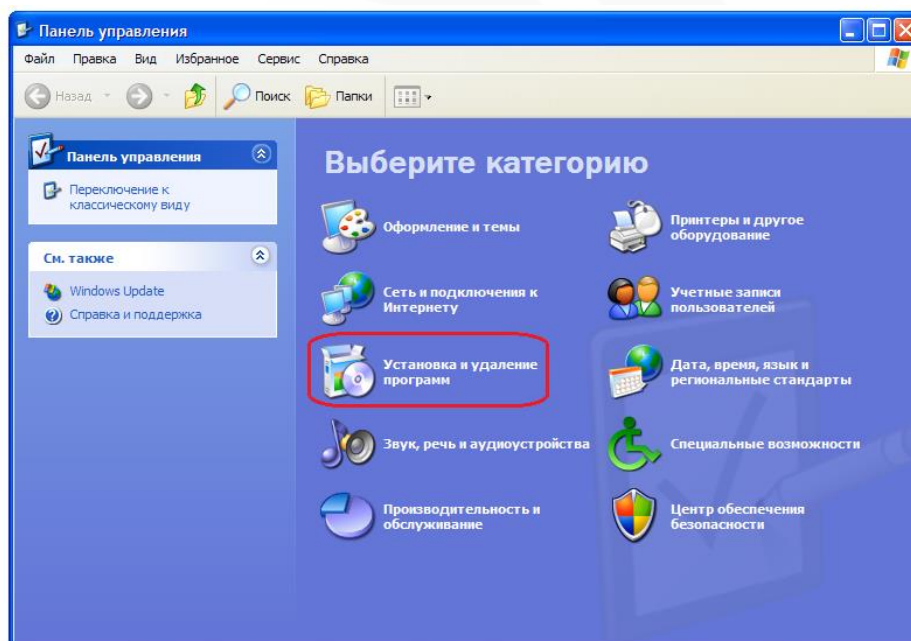 Панель управления
Файл Правка Вид Избранное Сервис Справка
Назад Поиск Папки
Панель управления
Переключение к
классическому виду
См. также
Windows Update
Справка и поддержка
Выберите категорию
Оформление и темы
Принтеры и другое
оборудование
Сеть и подключения к
Интернету
Учетные записи
пользователей
Установка и удаление
программ
Дата, время, язык и
региональные стандарты
Звук, речь и аудиоустройства
Специальные возможности
Производительность и
обслуживание
Центр обеспечения
безопасности